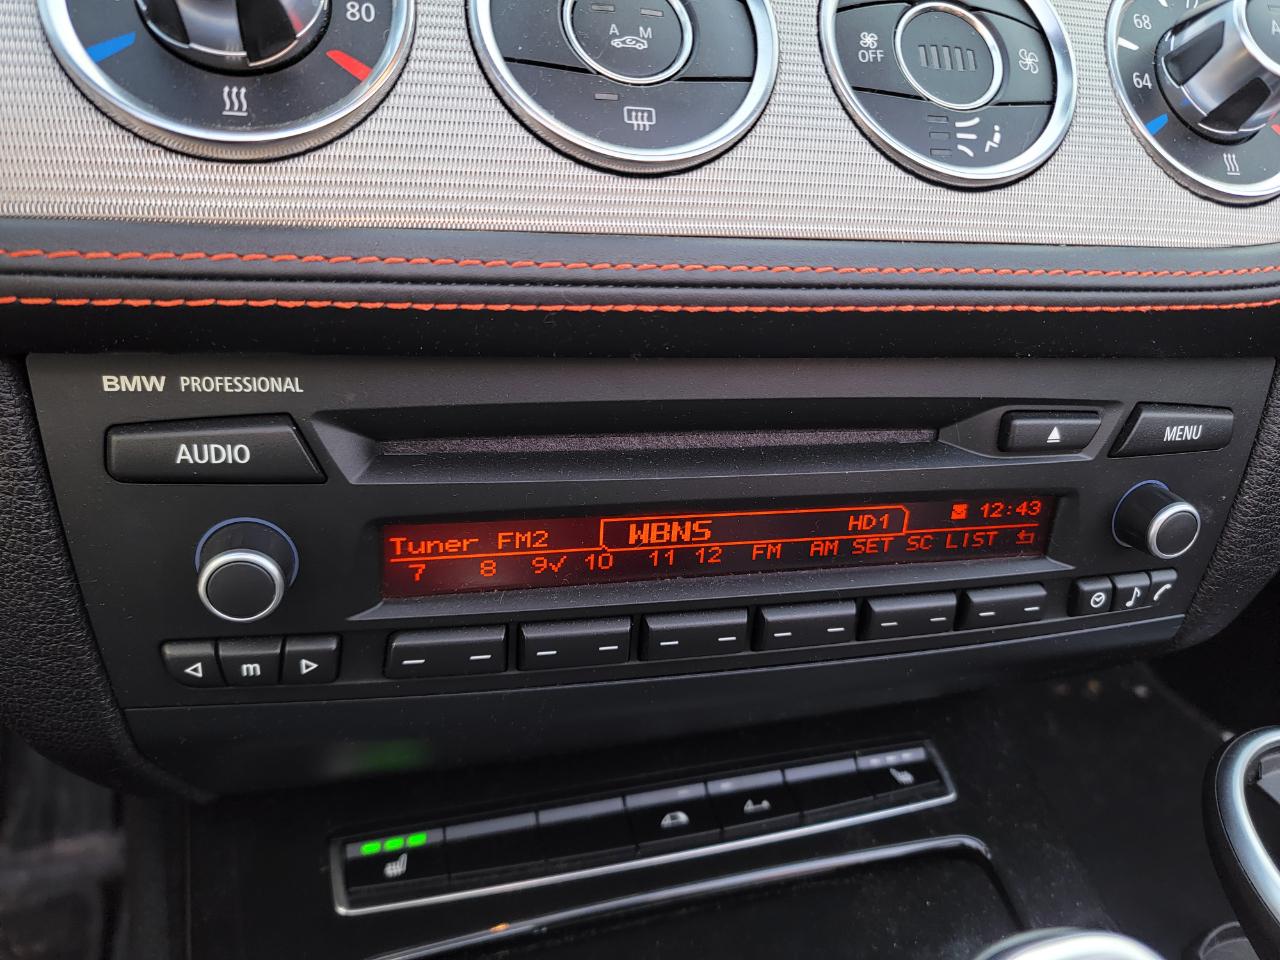 80
A M
OFF
68
64
BMW PROFESSIONAL
AUDIO
MENU
Tuner FM2 WBNS HD1 12:43
7 8 9✓ 10 11 12 FM AM SET SC LIST
m